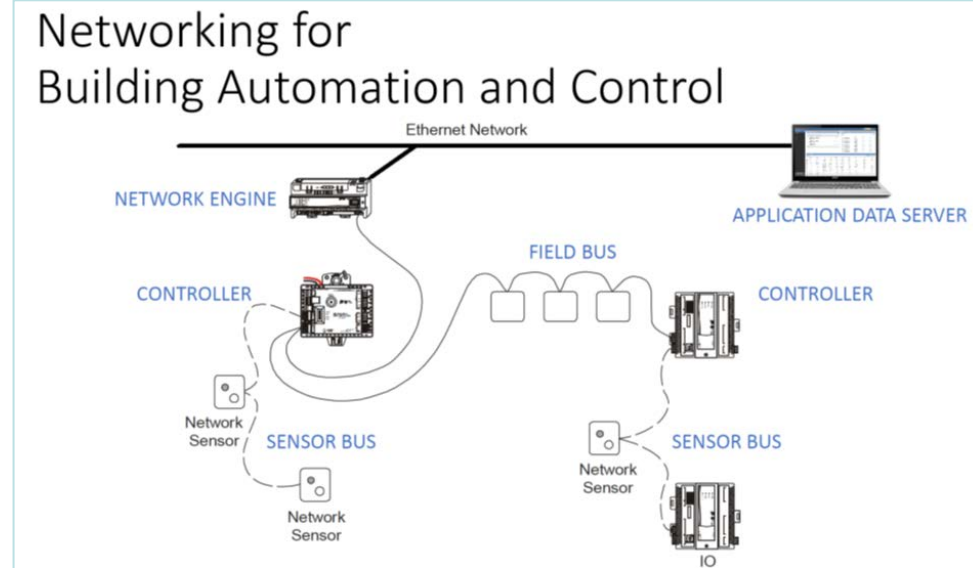 Networking for
Building Automation and Control
Ethernet Network
NETWORK ENGINE
APPLICATION DATA SERVER
FIELD BUS
CONTROLLER
CONTROLLER
Network
Sensor
SENSOR BUS
Network
Sensor
SENSOR BUS
Network
Sensor
IO